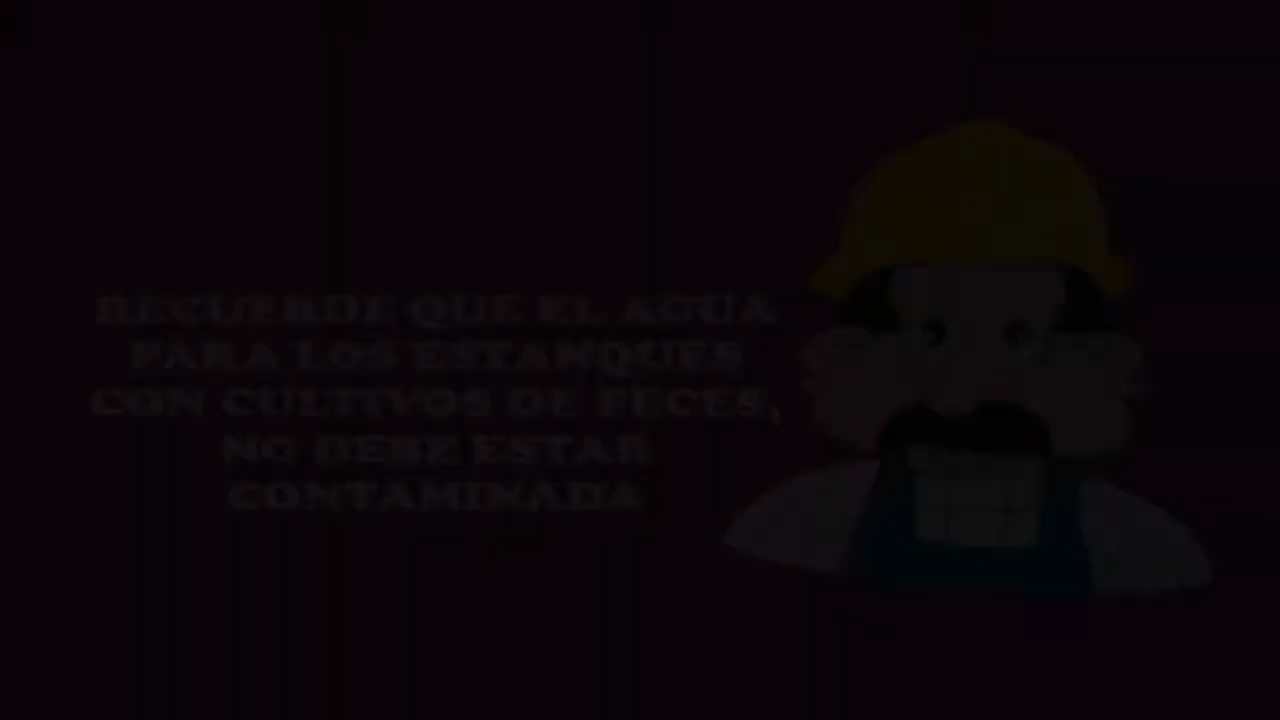 RECUERDE QUE EL AGUA
PARA LOS ESTANQUES
CON CULTIVOS DE PECES,
NO DEBE ESTAR
CONTAMINADA